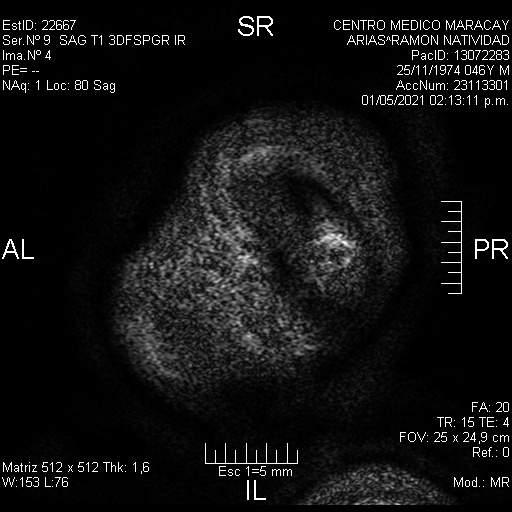 EstID: 22667
Ser.Nº 9 SAG T1 3DFSPGR IR
Ima.Nº 4
PE= --
NAq: 1 Loc: 80 Sag
SR
CENTRO MEDICO MARACAY
ARIAS^RAMON NATIVIDAD
PacID: 13072283
25/11/1974 046Y M
AccNum: 23113301
01/05/2021 02:13:11 p.m.
AL
PR
FA: 20
TR: 15 TE: 4
FOV: 25 x 24,9 cm
Ref.: 0
Matriz 512 x 512 Thk: 1,6
W:153 L:76
Esc 1=5 mm
IL
Mod.: MR